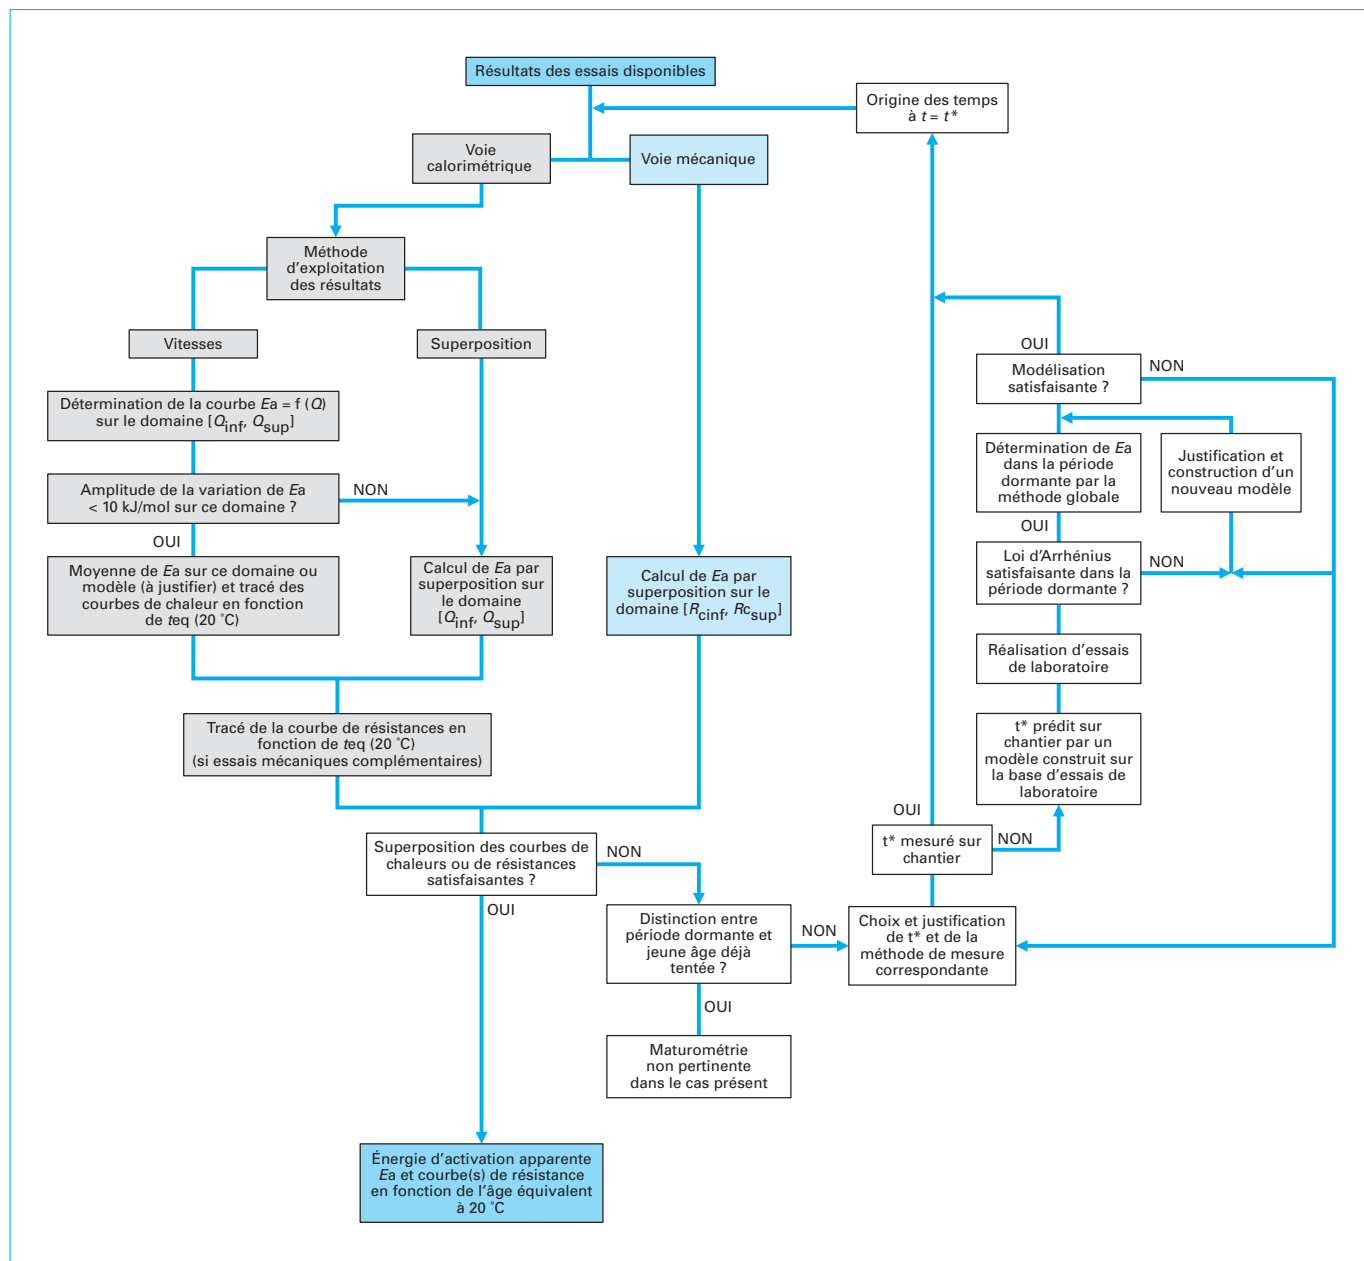 Résultats des essais disponibles
Origine des temps
à t = t*
Voie
calorimétrique
Voie mécanique
Méthode
d'exploitation
des résultats
Vitesses
Superposition
Détermination de la courbe Ea = f (Q)
sur le domaine [Qinf, Qsup]
Amplitude de la variation de Ea
< 10 kJ/mol sur ce domaine ?
NON
OUI
Moyenne de Ea sur ce domaine ou
modèle (à justifier) et tracé des
courbes de chaleur en fonction
de teq (20 °C)
Calcul de Ea par
superposition sur
le domaine
[Qinf, Qsup]
Calcul de Ea par
superposition sur le
domaine [Rcinf, Rcsup]
Tracé de la courbe de résistances en
fonction de teq (20 °C)
(si essais mécaniques complémentaires)
Superposition des courbes de
chaleurs ou de résistances
satisfaisantes ?
NON
OUI
Distinction entre
période dormante et
jeune âge déjà
tentée ?
NON
OUI
Maturométrie
non pertinente
dans le cas présent
Énergie d'activation apparente
Ea et courbe(s) de résistance
en fonction de l'âge équivalent
à 20 °C
Choix et justification
de t* et de la
méthode de mesure
correspondante
OUI
t* mesuré sur
chantier
NON
t* prédit sur
chantier par un
modèle construit sur
la base d'essais de
laboratoire
Réalisation d'essais
de laboratoire
Loi d'Arrhénius
satisfaisante dans la
période dormante ?
NON
OUI
Détermination de Ea
dans la période
dormante par la
méthode globale
Justification et
construction d'un
nouveau modèle
Modélisation
satisfaisante ?
NON
OUI